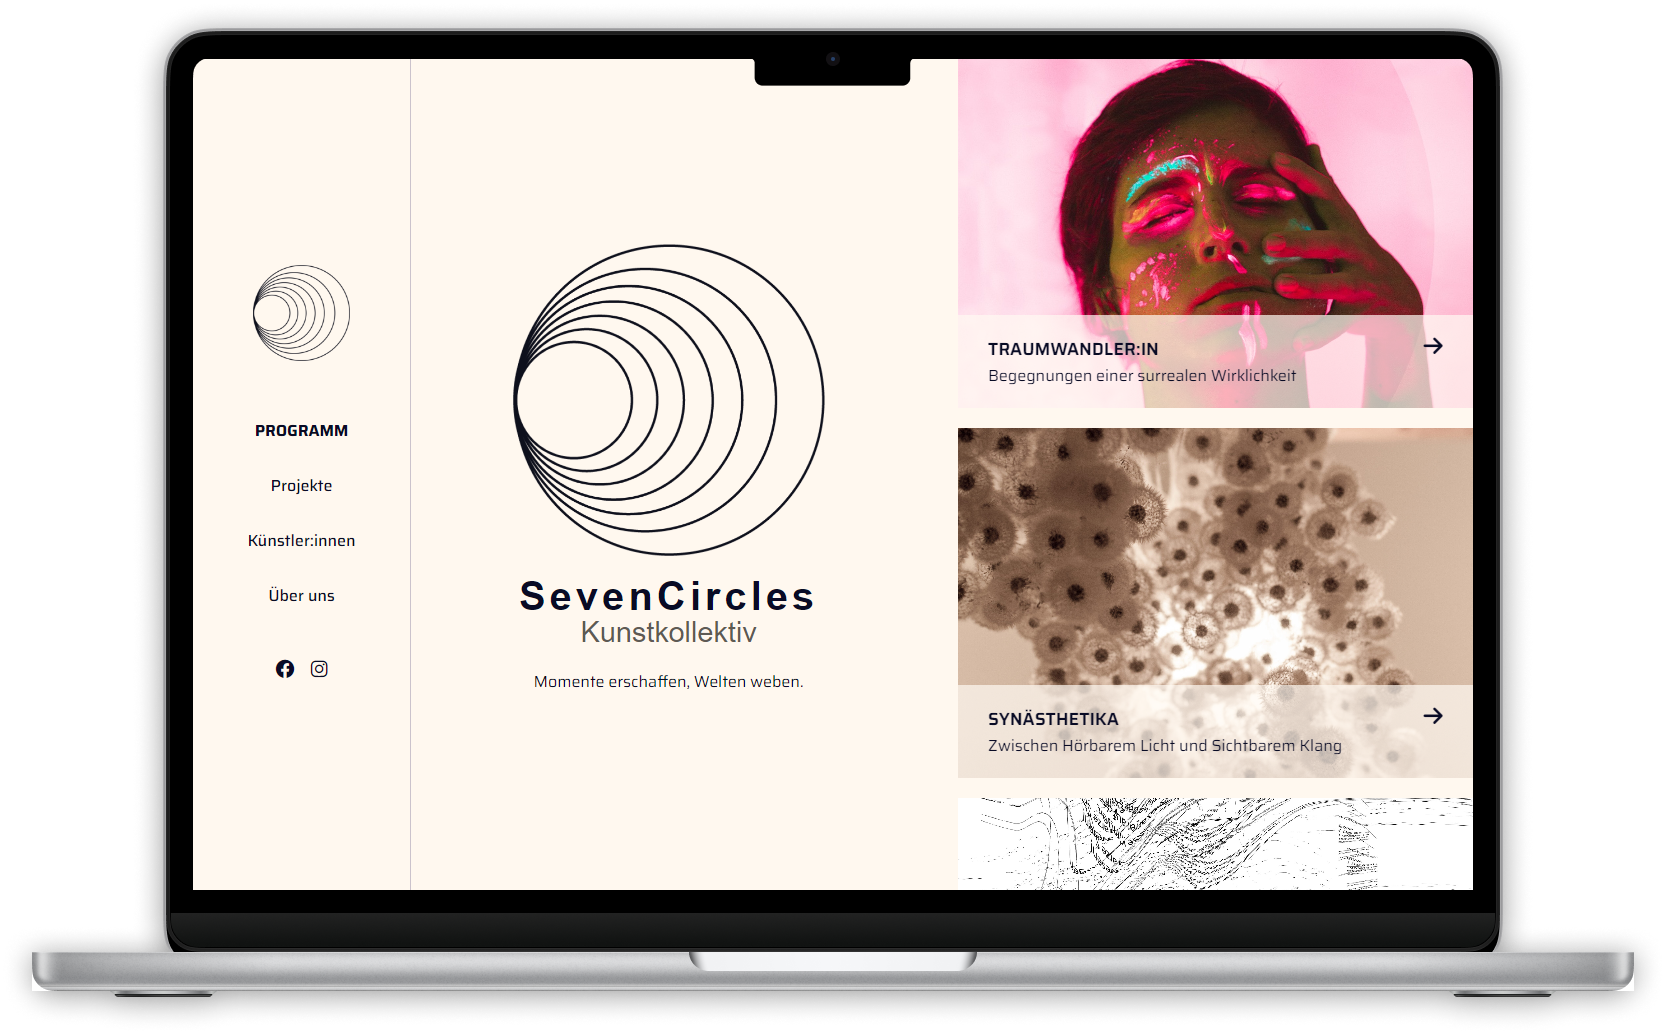 PROGRAMM
Projekte
Künstler:innen
Über uns
SevenCircles
Kunstkollektiv
Momente erschaffen, Welten weben.
TRAUMWANDLER:IN
Begegnungen einer surrealen Wirklichkeit
SYNÄSTHETIKA
Zwischen Hörbarem Licht und Sichtbarem Klang